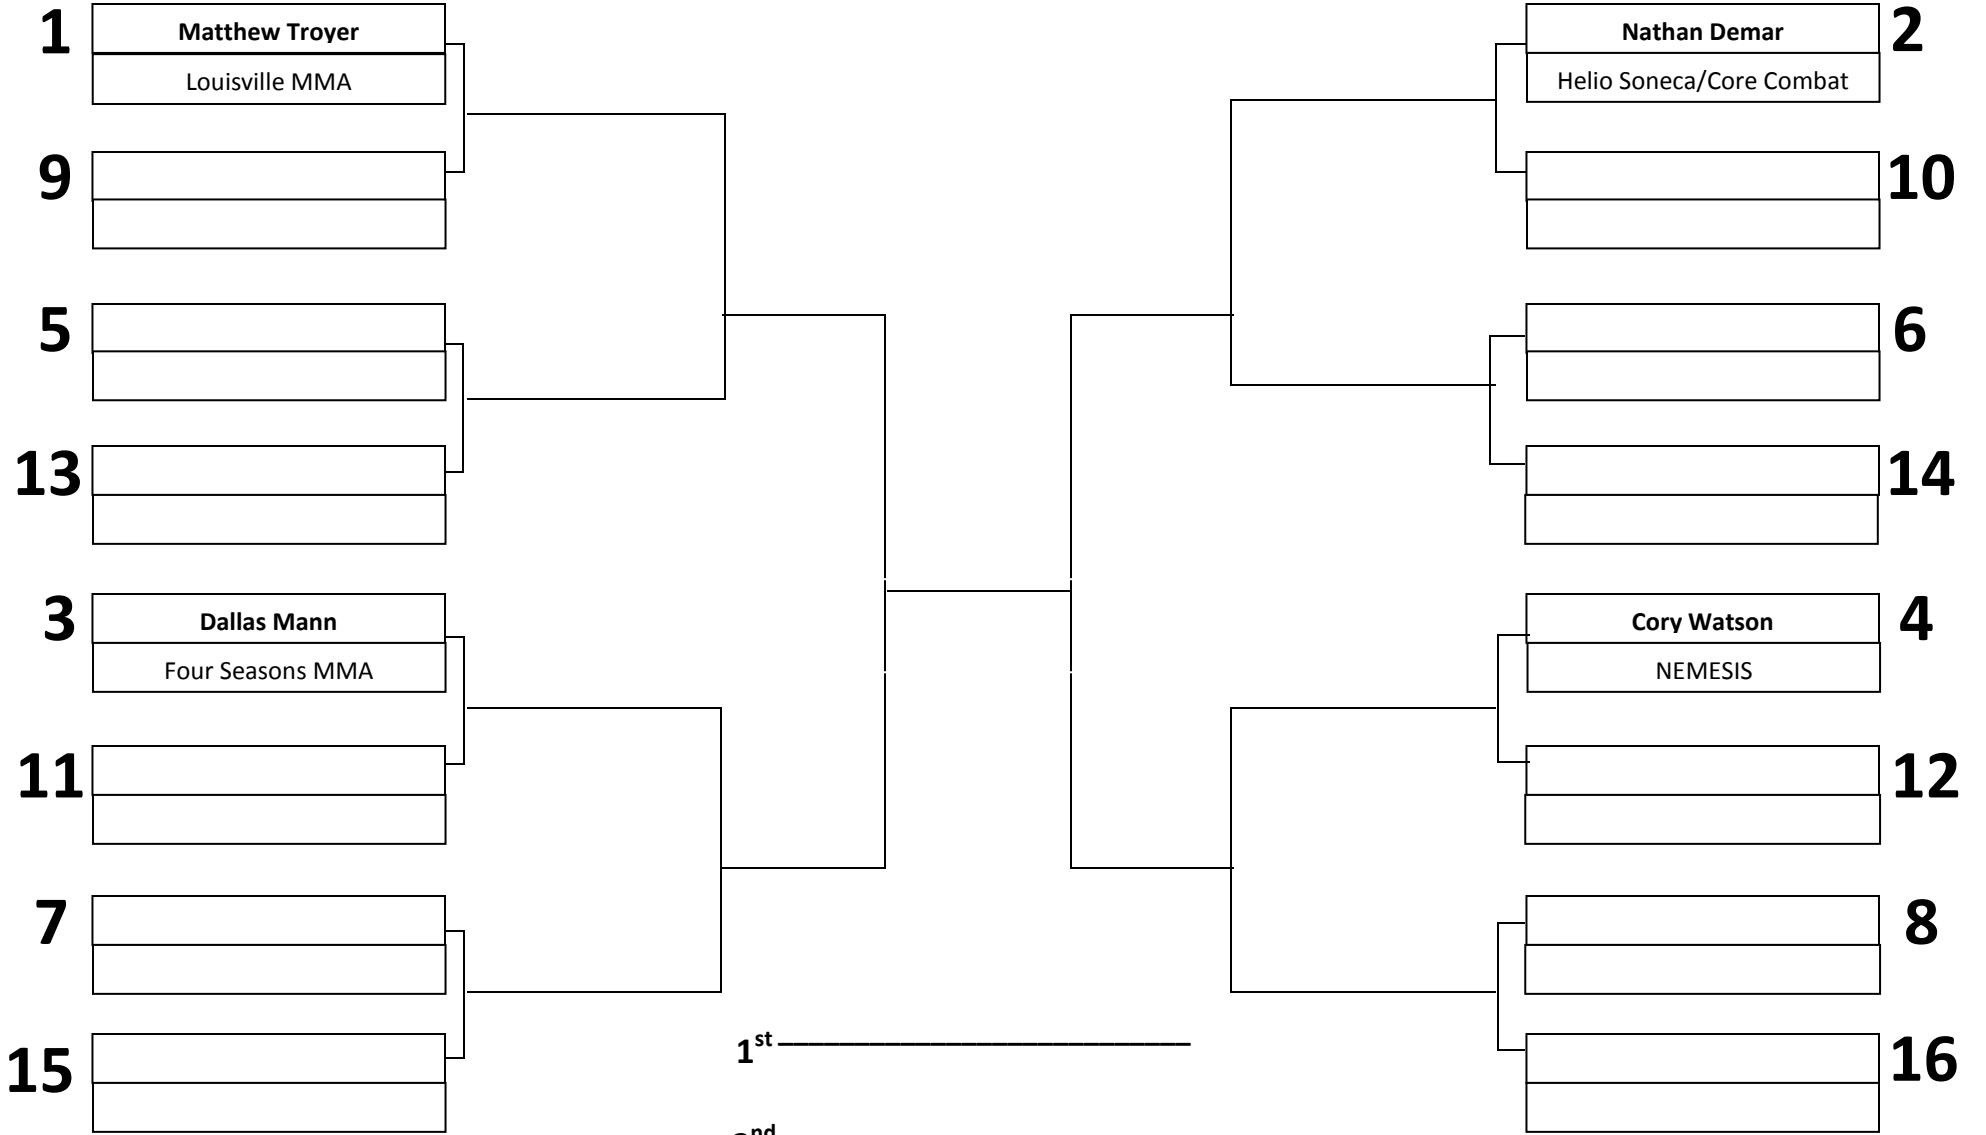 1
Matthew Troyer
Louisville MMA
9
5
13
3
Dallas Mann
Four Seasons MMA
11
7
15
2
Nathan Demar
Helio Soneca/Core Combat
10
6
14
4
Cory Watson
NEMESIS
12
8
16
1st
nd